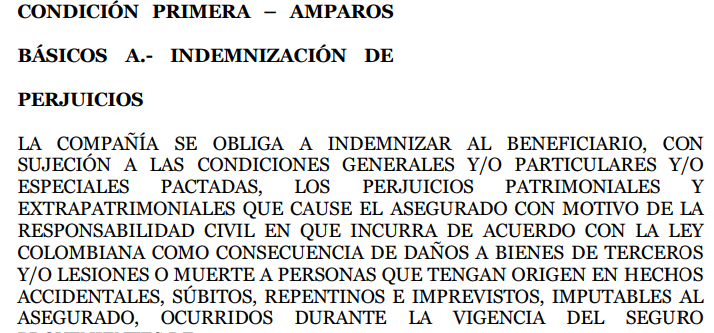 CONDICIÓN PRIMERA – AMPAROS
BÁSICOS A.- INDEMNIZACIÓN DE
PERJUICIOS
LA COMPAÑÍA SE OBLIGA A INDEMNIZAR AL BENEFICIARIO, CON
SUJECIÓN A LAS CONDICIONES GENERALES Y/O PARTICULARES Y/O
ESPECIALES PACTADAS, LOS PERJUICIOS PATRIMONIALES Y
EXTRAPATRIMONIALES QUE CAUSE EL ASEGURADO CON MOTIVO DE LA
RESPONSABILIDAD CIVIL EN QUE INCURRA DE ACUERDO CON LA LEY
COLOMBIANA COMO CONSECUENCIA DE DAÑOS A BIENES DE TERCEROS
Y/O LESIONES O MUERTE A PERSONAS QUE TENGAN ORIGEN EN HECHOS
ACCIDENTALES, SÚBITOS, REPENTINOS E IMPREVISTOS, IMPUTABLES AL
ASEGURADO, OCURRIDOS DURANTE LA VIGENCIA DEL SEGURO